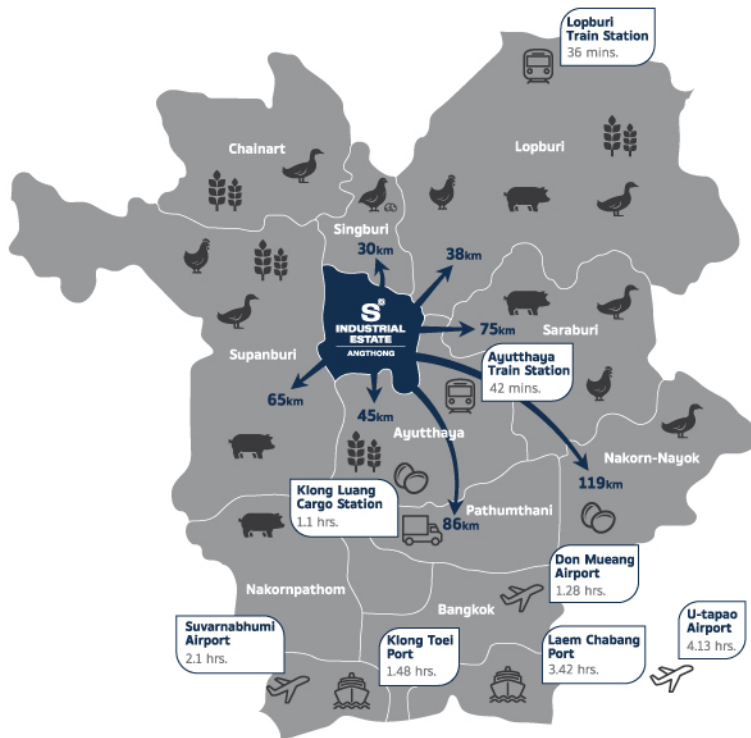 Lopburi
Train Station
36 mins.
Chainart
Lopburi
Singburi
30km
38km
S
INDUSTRIAL
ESTATE
ANGTHONG
75km
Saraburi
Supanburi
Ayutthaya
Train Station
42 mins.
65km
45km
Ayutthaya
Nakorn-Nayok
119km
Klong Luang
Cargo Station
1.1 hrs.
86km
Pathumthani
Don Mueang
Airport
1.28 hrs.
Nakornpathom
Bangkok
Suvarnabhumi
Airport
2.1 hrs.
Klong Toei
Port
1.48 hrs.
Laem Chabang
Port
3.42 hrs.
U-tapao
Airport
4.13 hrs.